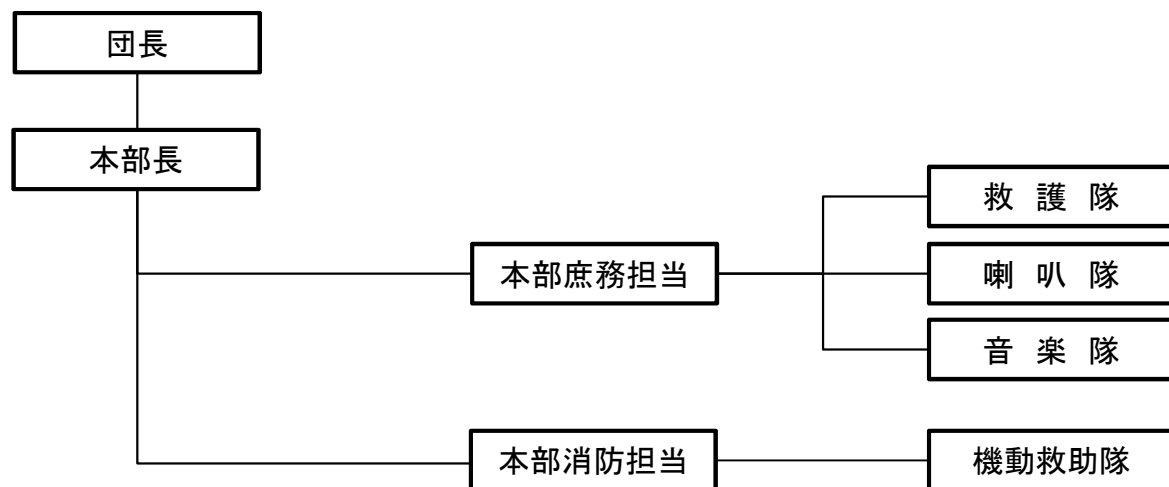 団長
本部長
救 護 隊
本部庶務担当
喇 叭 隊
音 楽 隊
本部消防担当
機動救助隊